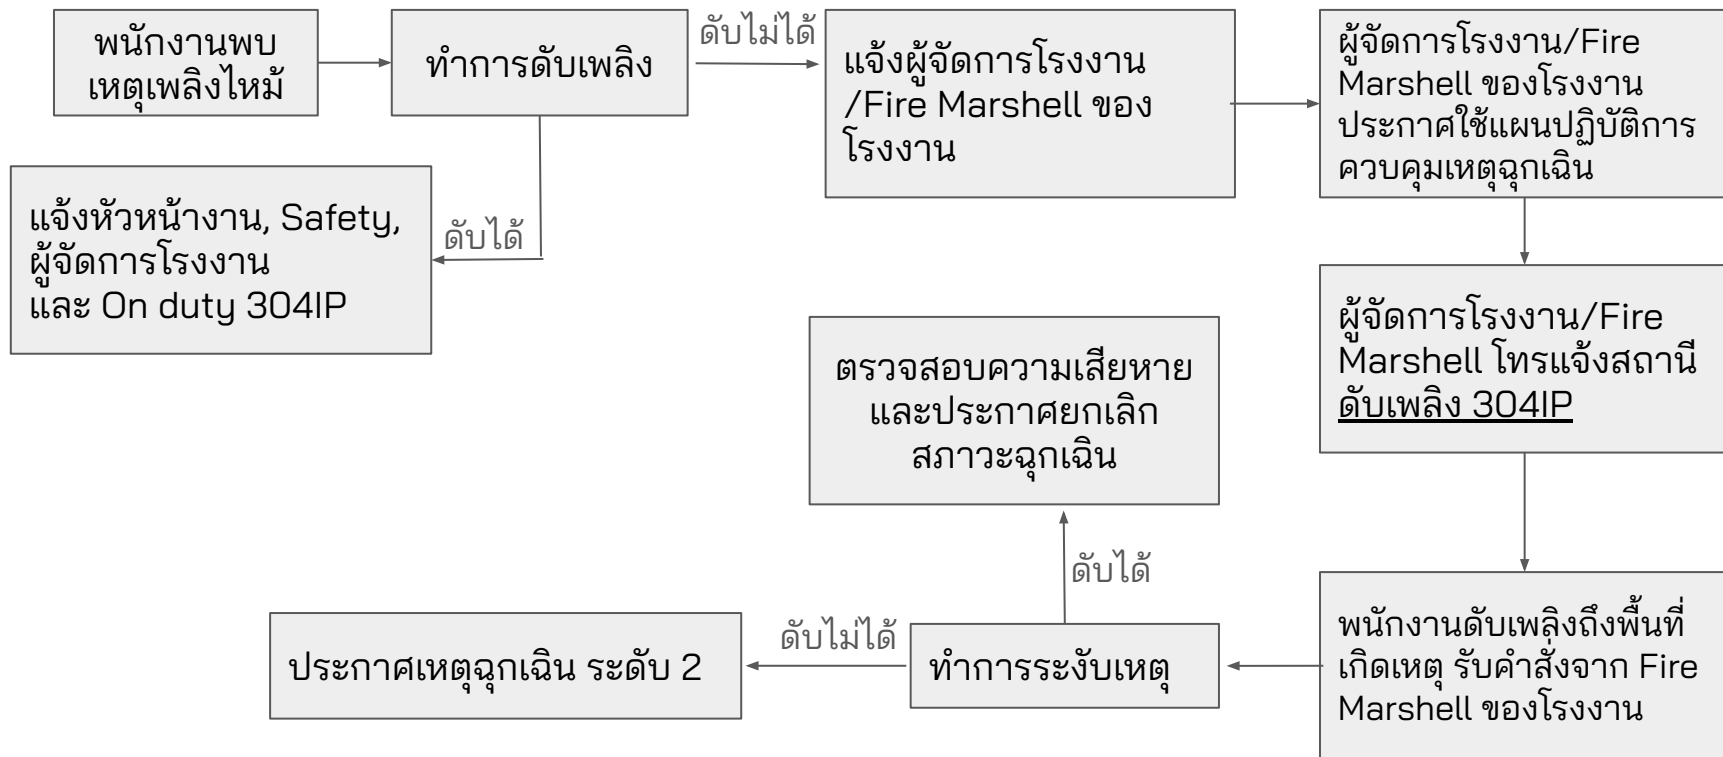 พนักงานพบ
เหตุเพลิงไหม้
ทำการดับเพลิง
ดับไม่ได้
แจ้งผู้จัดการโรงงาน
/Fire Marshell ของ
โรงงาน
ผู้จัดการโรงงาน/Fire
Marshell ของโรงงาน
ประกาศใช้แผนปฏิบัติการ
ควบคุมเหตุฉุกเฉิน
แจ้งหัวหน้างาน, Safety,
ผู้จัดการโรงงาน
และ On duty 304IP
ดับได้
ผู้จัดการโรงงาน/Fire
Marshell โทรแจ้งสถานี
ดับเพลิง 304IP
ตรวจสอบความเสียหาย
และประกาศยกเลิก
สภาวะฉุกเฉิน
ดับได้
พนักงานดับเพลิงถึงพื้นที่
เกิดเหตุ รับคำสั่งจาก Fire
Marshell ของโรงงาน
ทำการระงับเหตุ
ดับไม่ได้
ประกาศเหตุฉุกเฉิน ระดับ 2